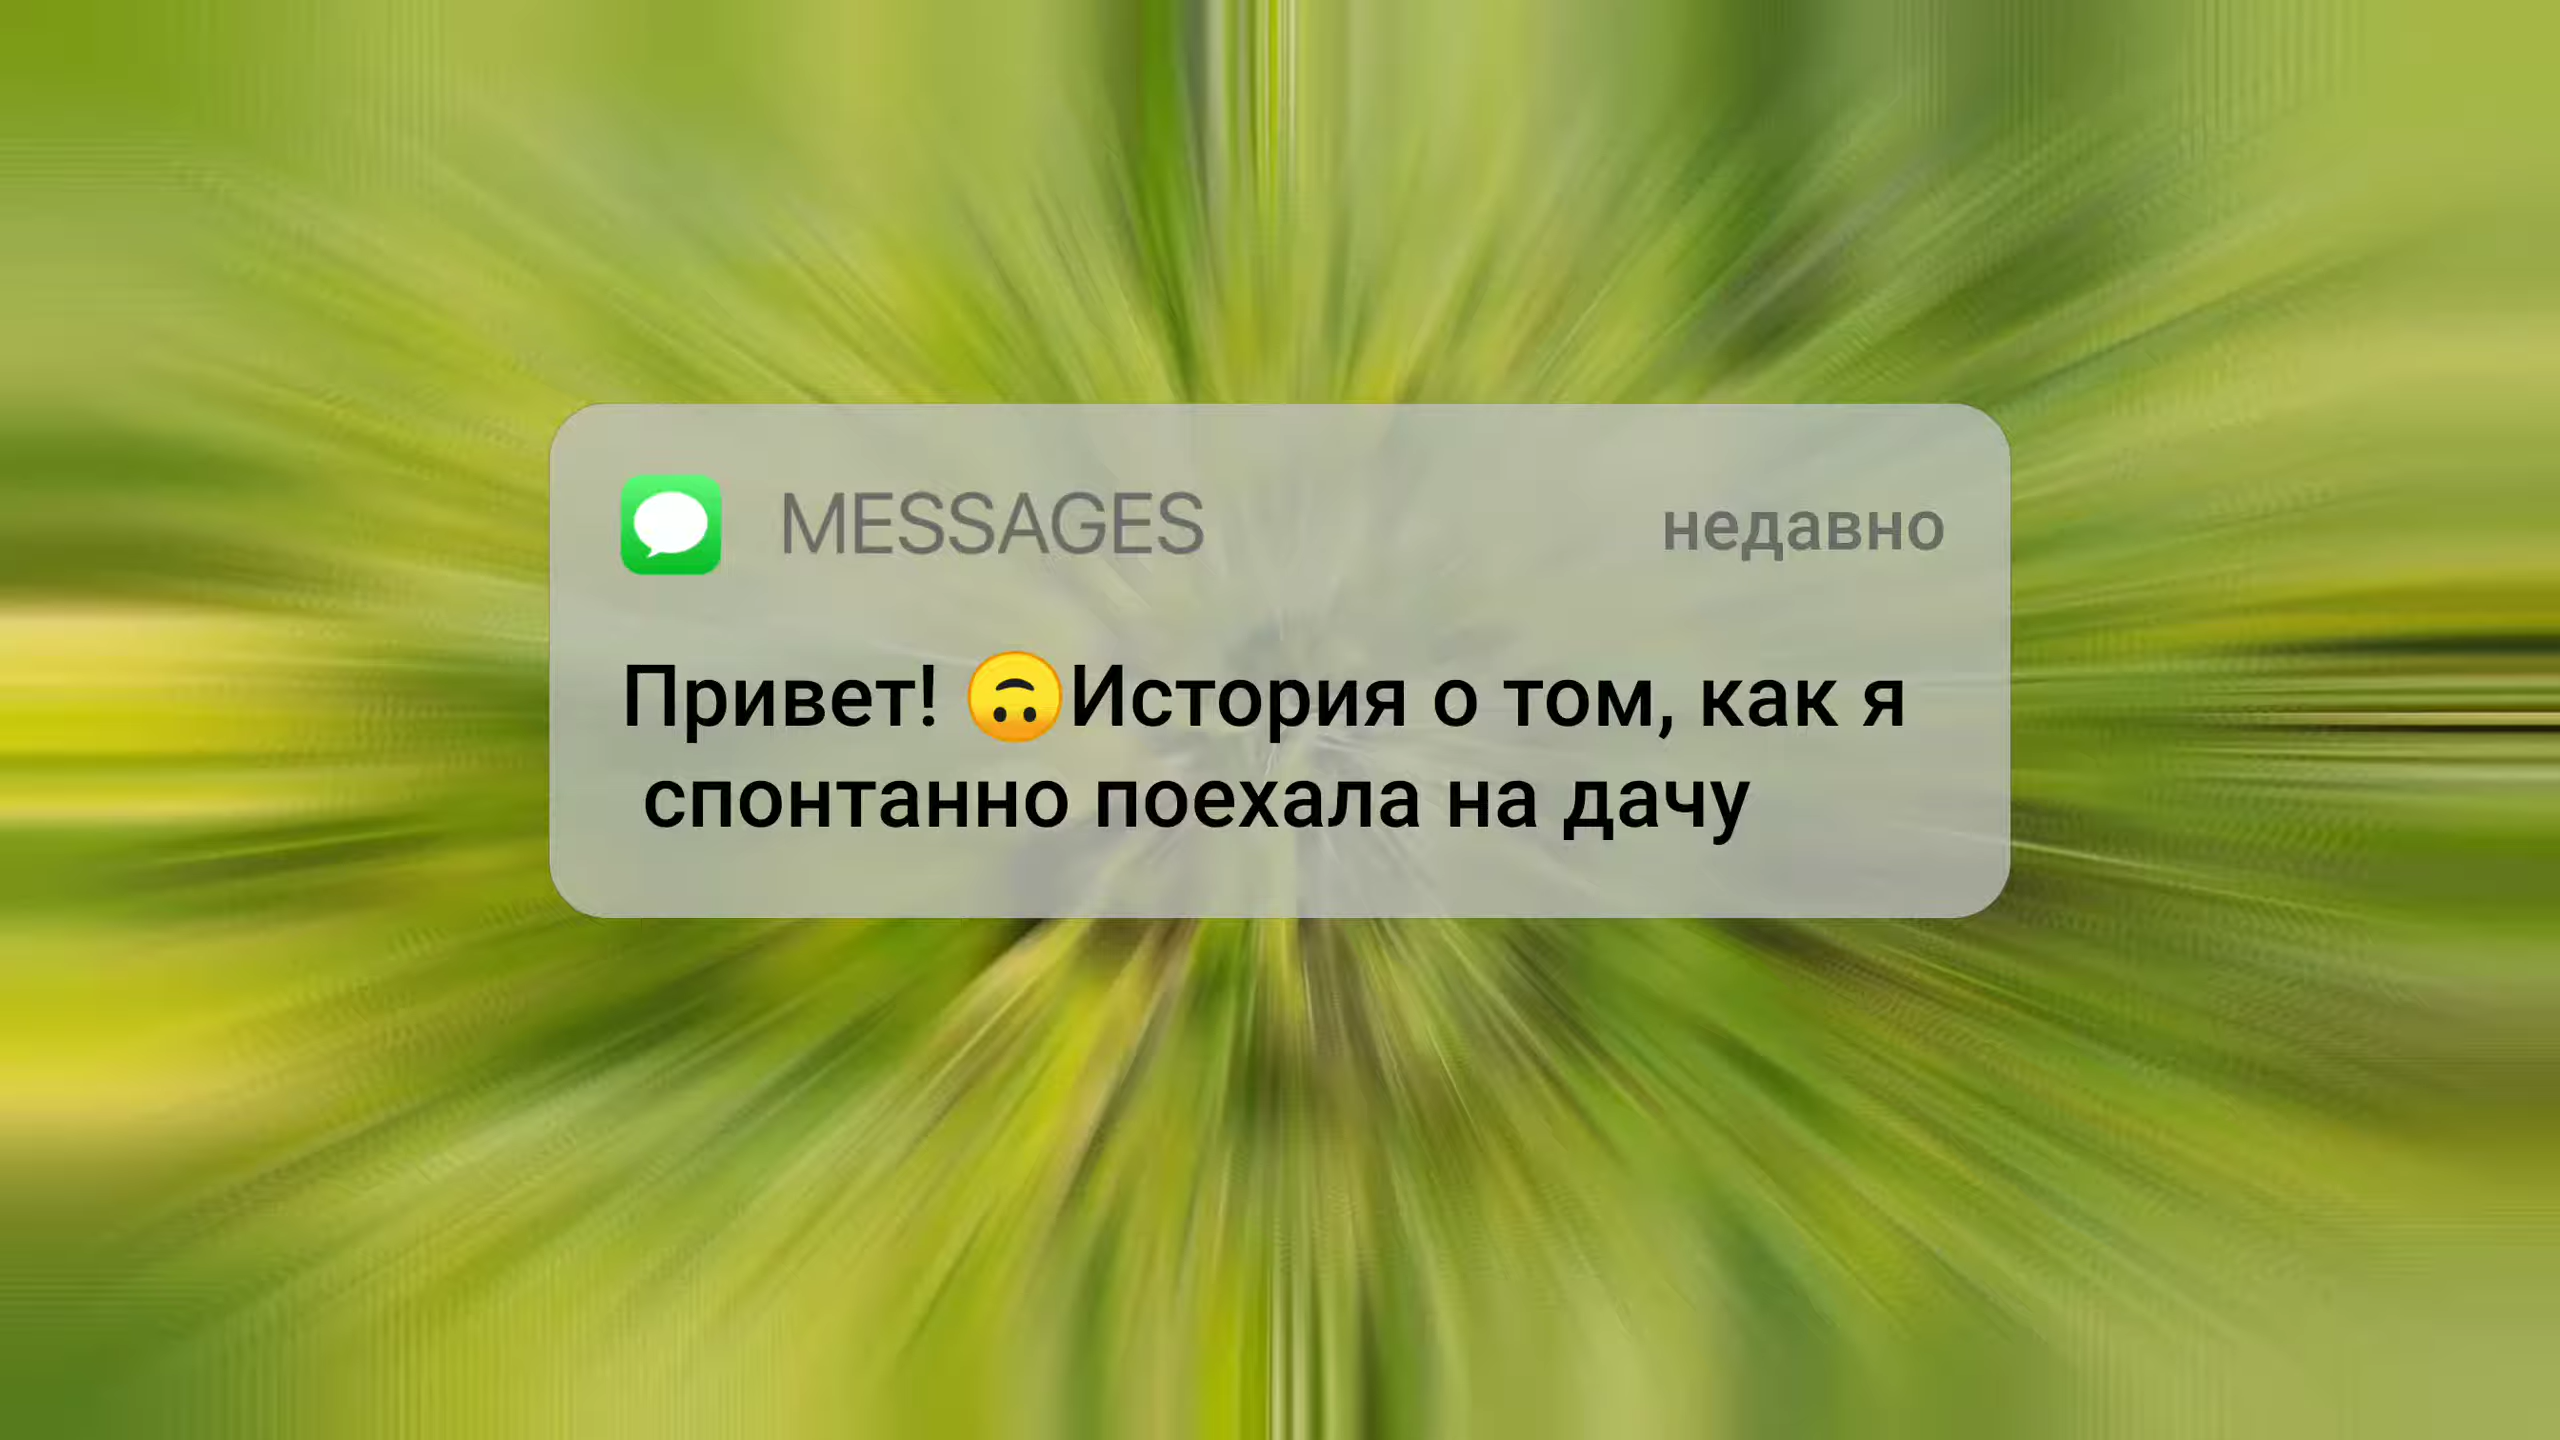 MESSAGES недавно
Привет! 🙃История о том, как я
спонтанно поехала на дачу